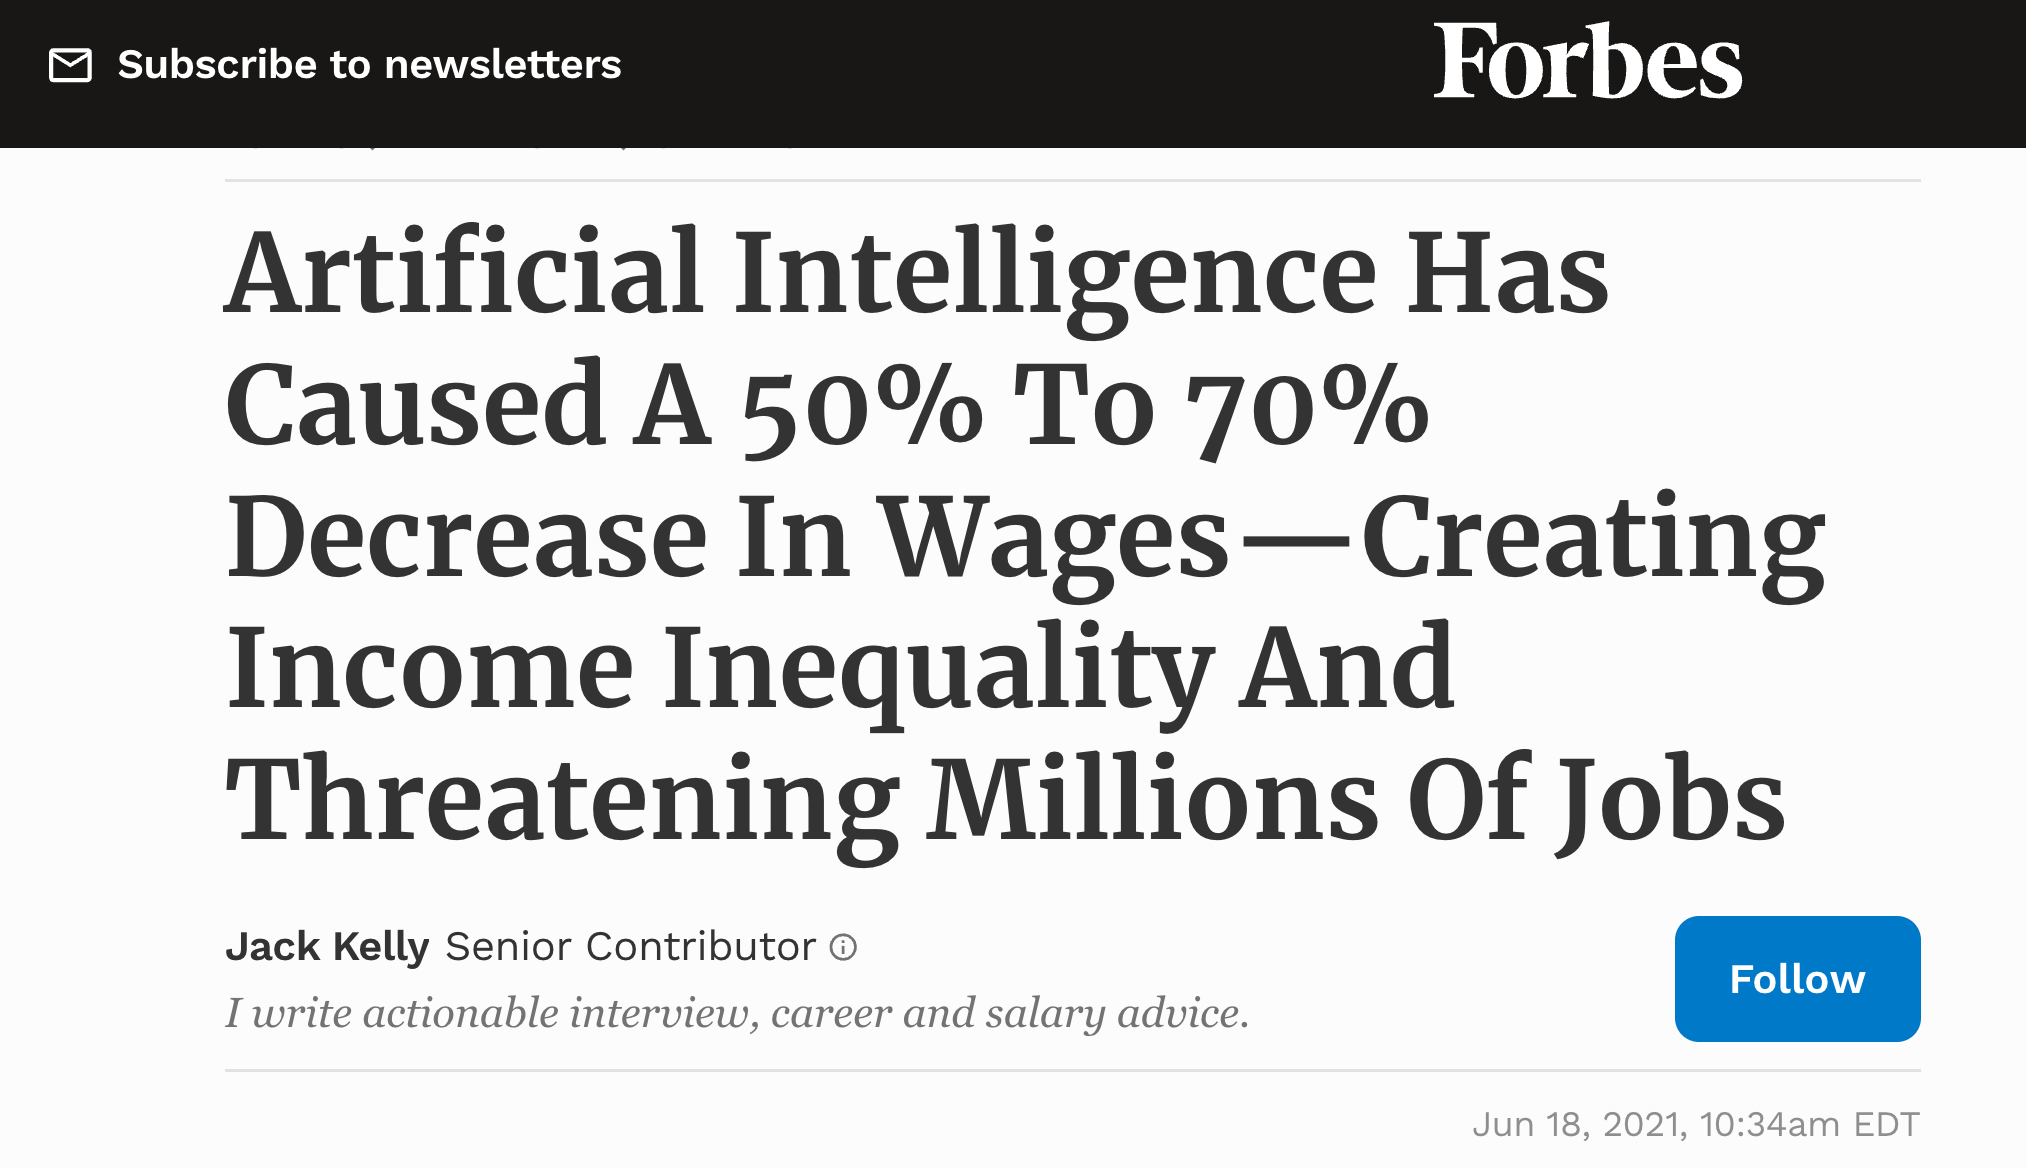 Subscribe to newsletters
Forbes
Artificial Intelligence Has
Caused A 50% To 70%
Decrease In Wages—Creating
Income Inequality And
Threatening Millions Of Jobs
Jack Kelly Senior Contributor
I write actionable interview, career and salary advice.
Follow
Jun 18, 2021, 10:34am EDT